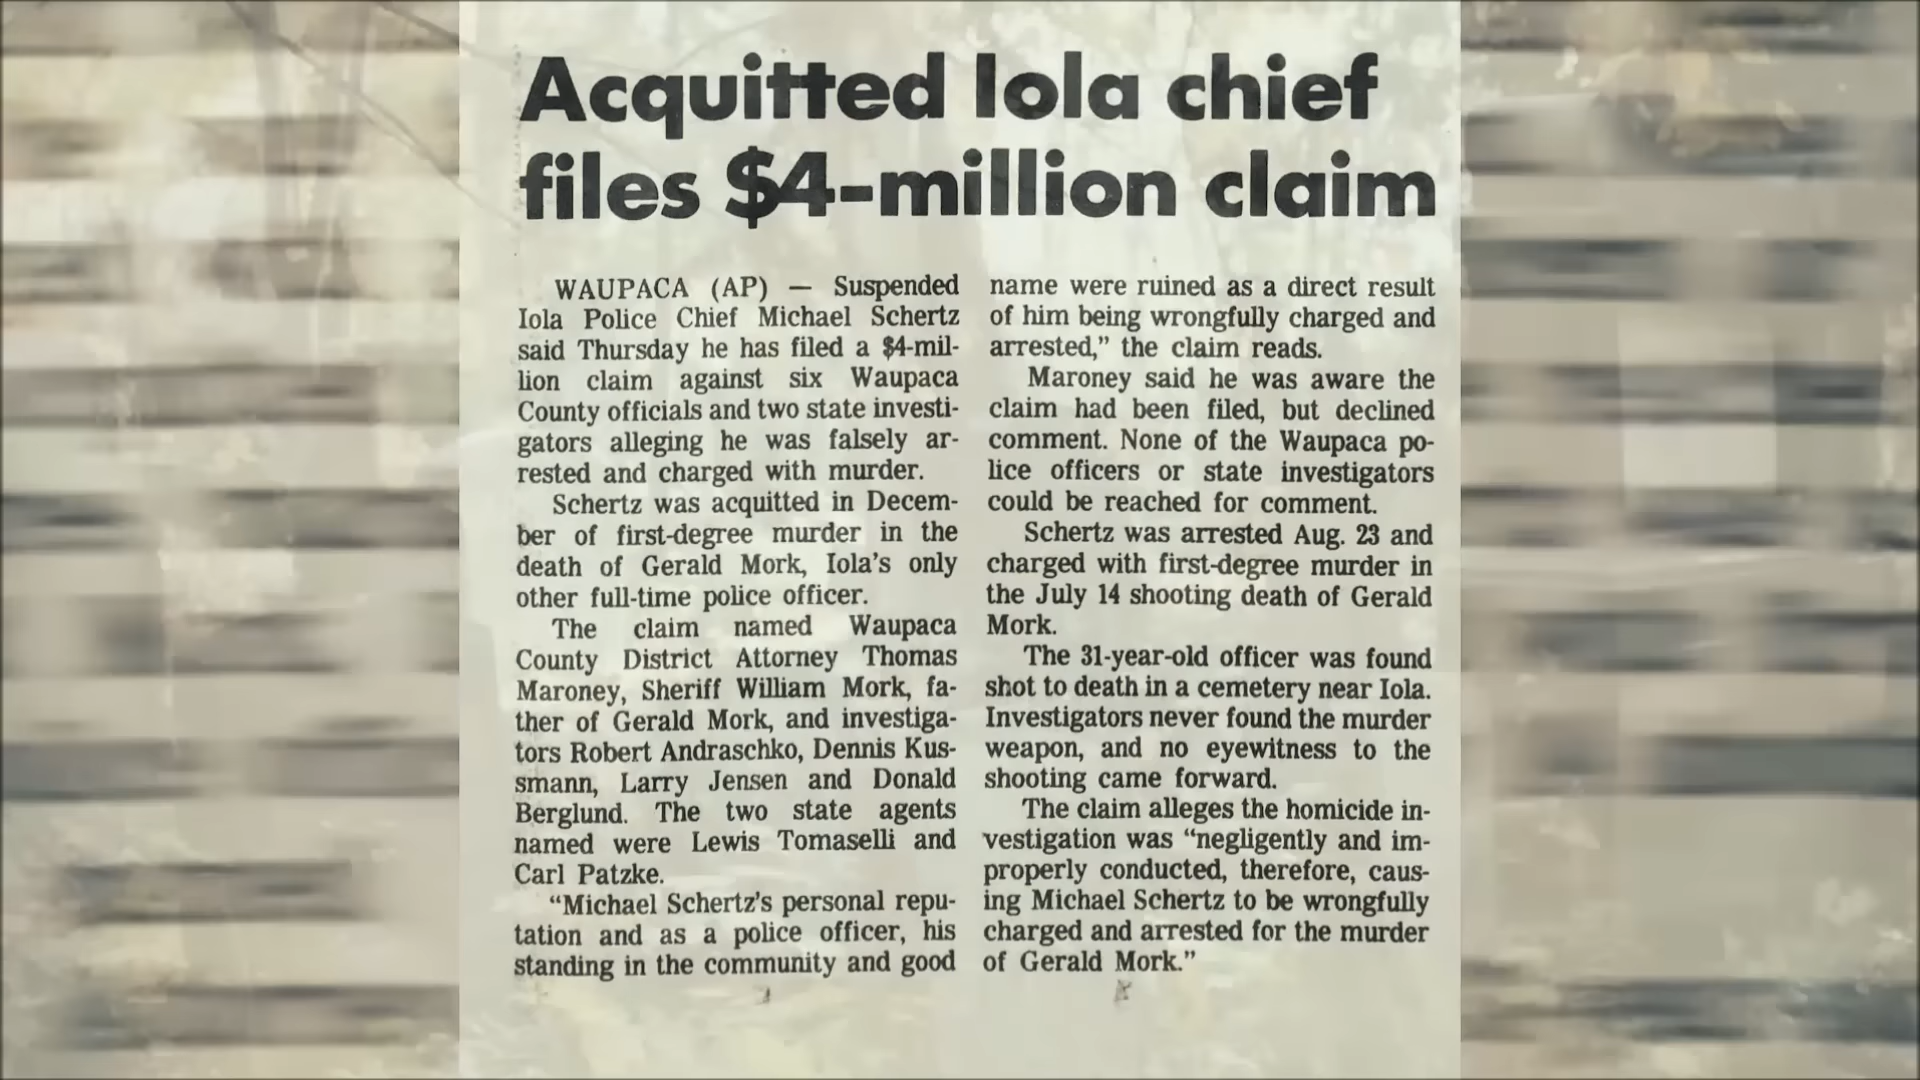 Acquitted Iola chief
files $4-million claim
WAUPACA (AP) — Suspended
Iola Police Chief Michael Schertz
said Thursday he has filed a $4-mil-
lion claim against six Waupaca
County officials and two state investi-
gators alleging he was falsely ar-
rested and charged with murder.
Schertz was acquitted in Decem-
ber of first-degree murder in the
death of Gerald Mork, Iola's only
other full-time police officer.
The claim named Waupaca
County District Attorney Thomas
Maroney, Sheriff William Mork, fa-
ther of Gerald Mork, and investiga-
tors Robert Andraschko, Dennis Kus-
smann, Larry Jensen and Donald
Berglund. The two state agents
named were Lewis Tomaselli and
Carl Patzke.
“Michael Schertz's personal repu-
tation and as a police officer, his
standing in the community and good
name were ruined as a direct result
of him being wrongfully charged and
arrested,” the claim reads.
Maroney said he was aware the
claim had been filed, but declined
comment. None of the Waupaca po-
lice officers or state investigators
could be reached for comment.
Schertz was arrested Aug. 23 and
charged with first-degree murder in
the July 14 shooting death of Gerald
Mork.
The 31-year-old officer was found
shot to death in a cemetery near Iola.
Investigators never found the murder
weapon, and no eyewitness to the
shooting came forward.
The claim alleges the homicide in-
vestigation was “negligently and im-
properly conducted, therefore, caus-
ing Michael Schertz to be wrongfully
charged and arrested for the murder
of Gerald Mork.”